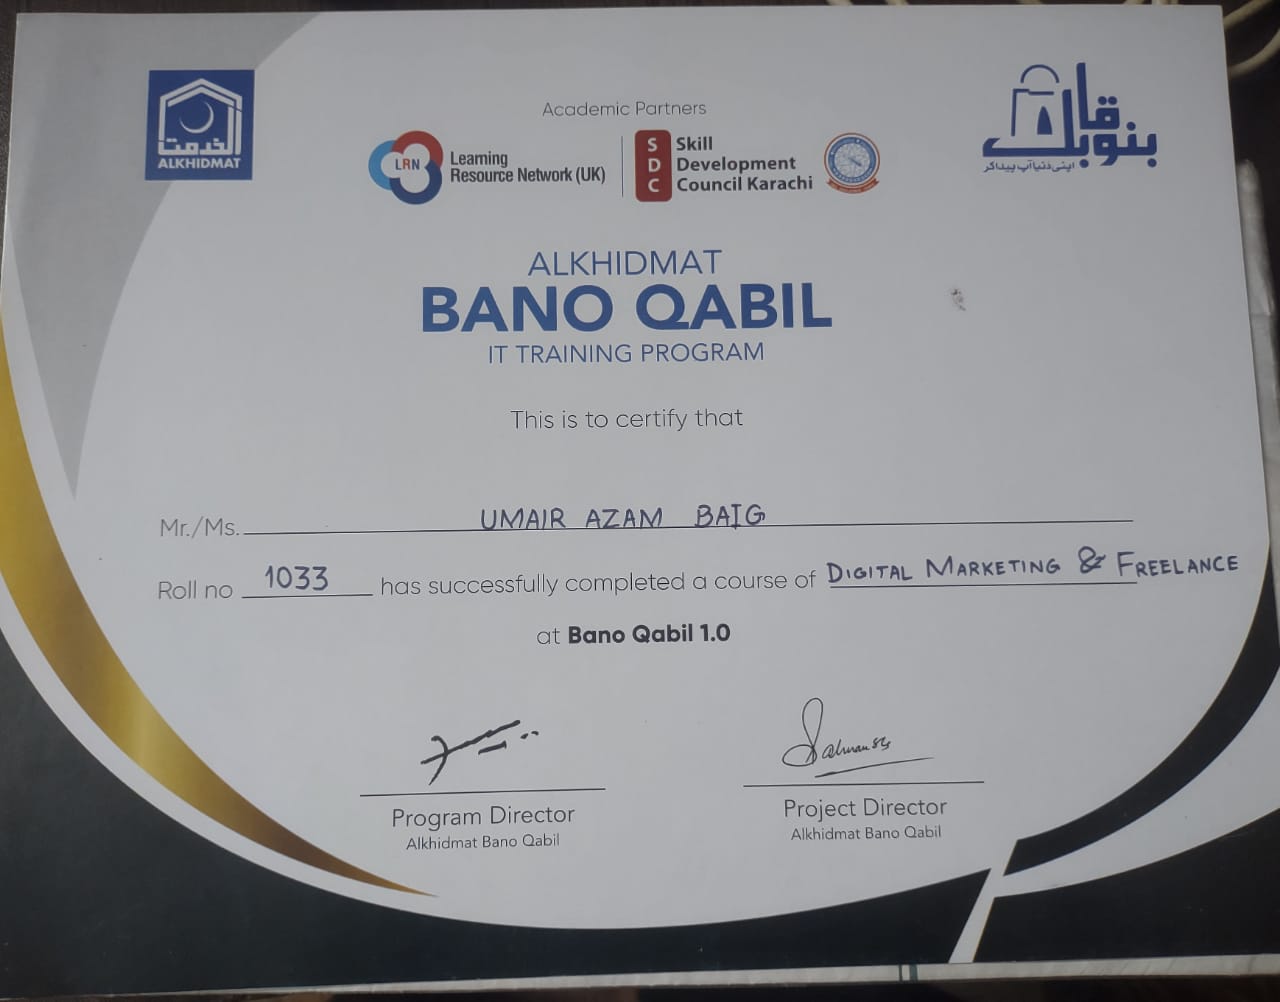 الخدمت
ALKHIDMAT
Academic Partners
LRN
Learning
Resource Network (UK)
S
D
C
Skill
Development
Council Karachi
بنو قابل
اپنی دنیا آپ پیدا کر
ALKHIDMAT
BANO QABIL
IT TRAINING PROGRAM
This is to certify that
Mr./Ms. UMAIR AZAM BAIG
Roll no 1033 has successfully completed a course of DIGITAL MARKETING & FREELANCE
at Bano Qabil 1.0
Program Director
Alkhidmat Bano Qabil
Project Director
Alkhidmat Bano Qabil